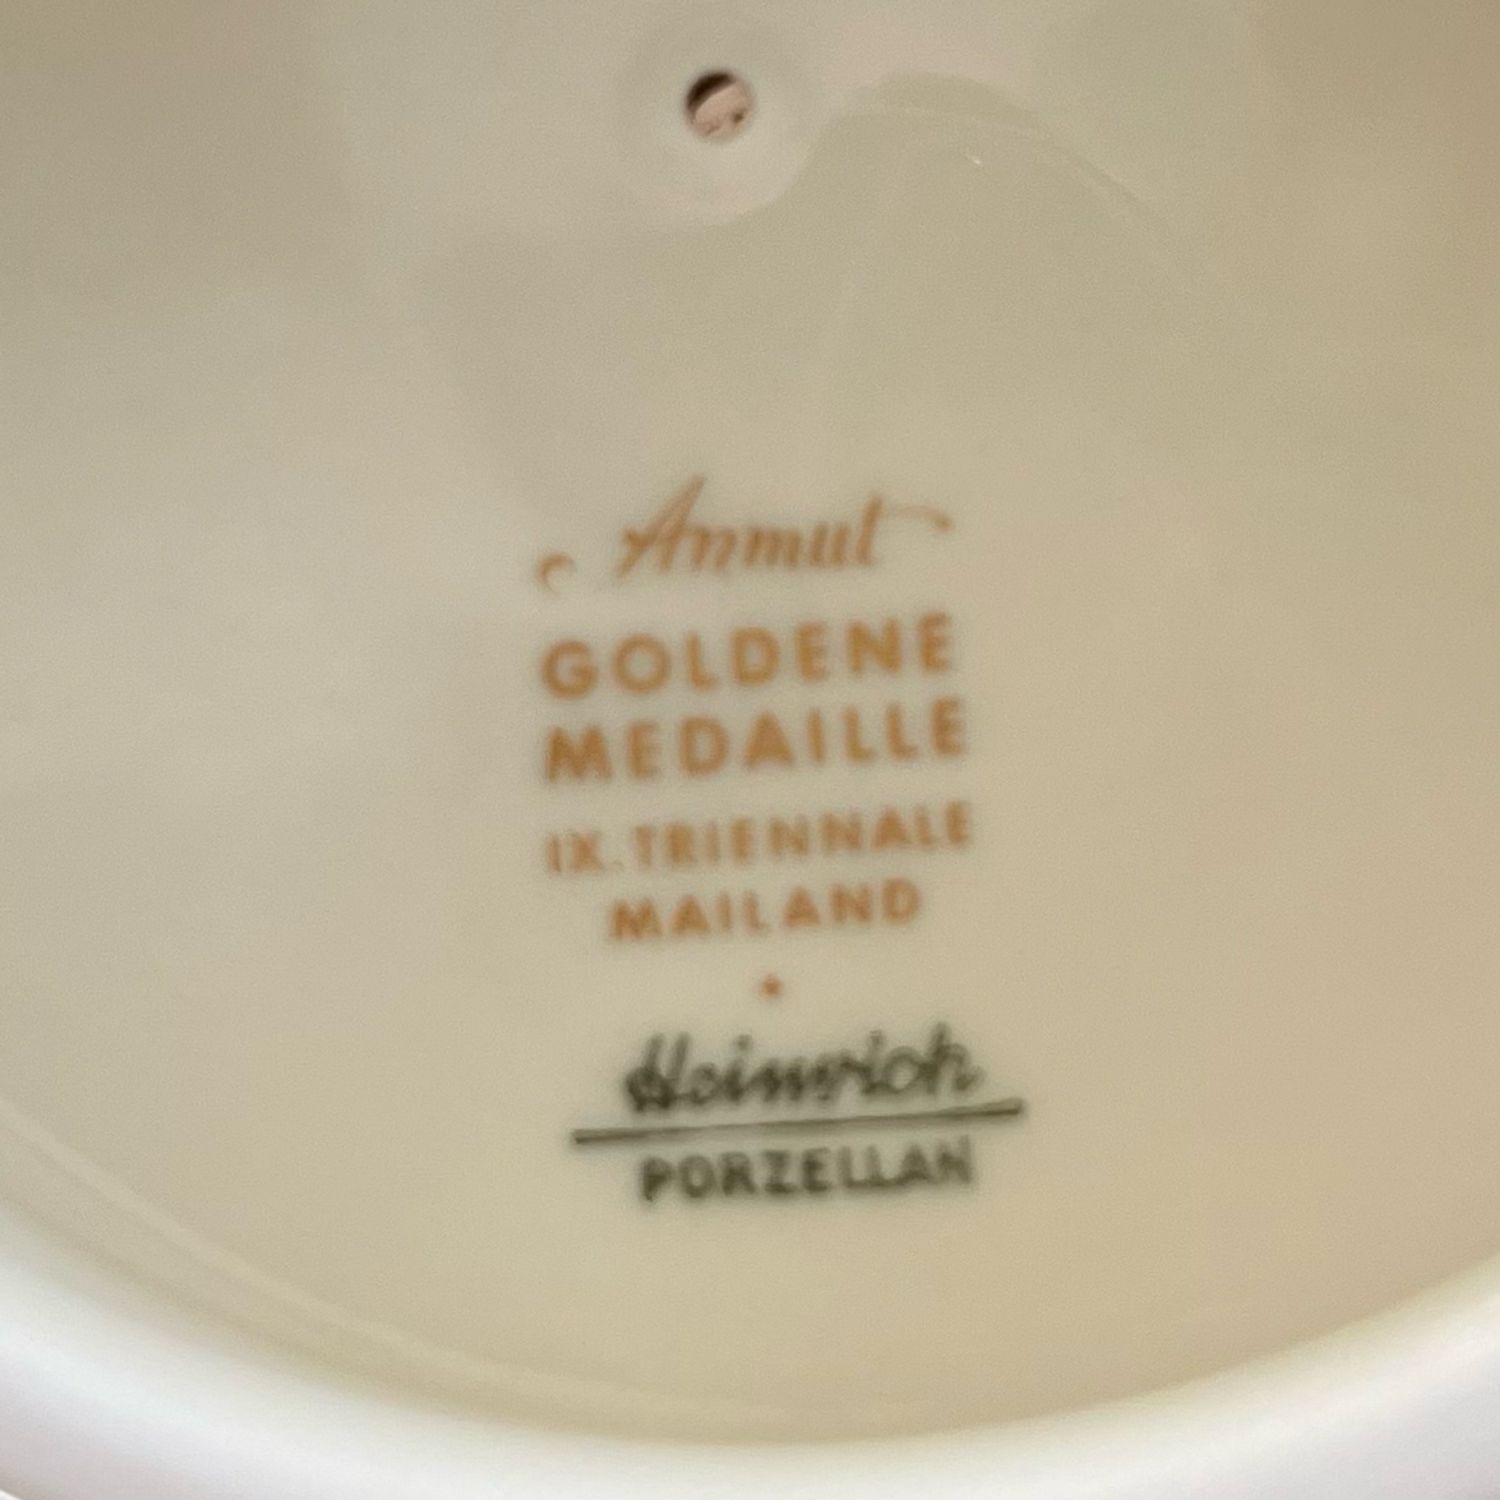 Anmut
GOLDENE
MEDAILLE
IX. TRIENNALE
MAILAND
Heinrich
PORZELLAN